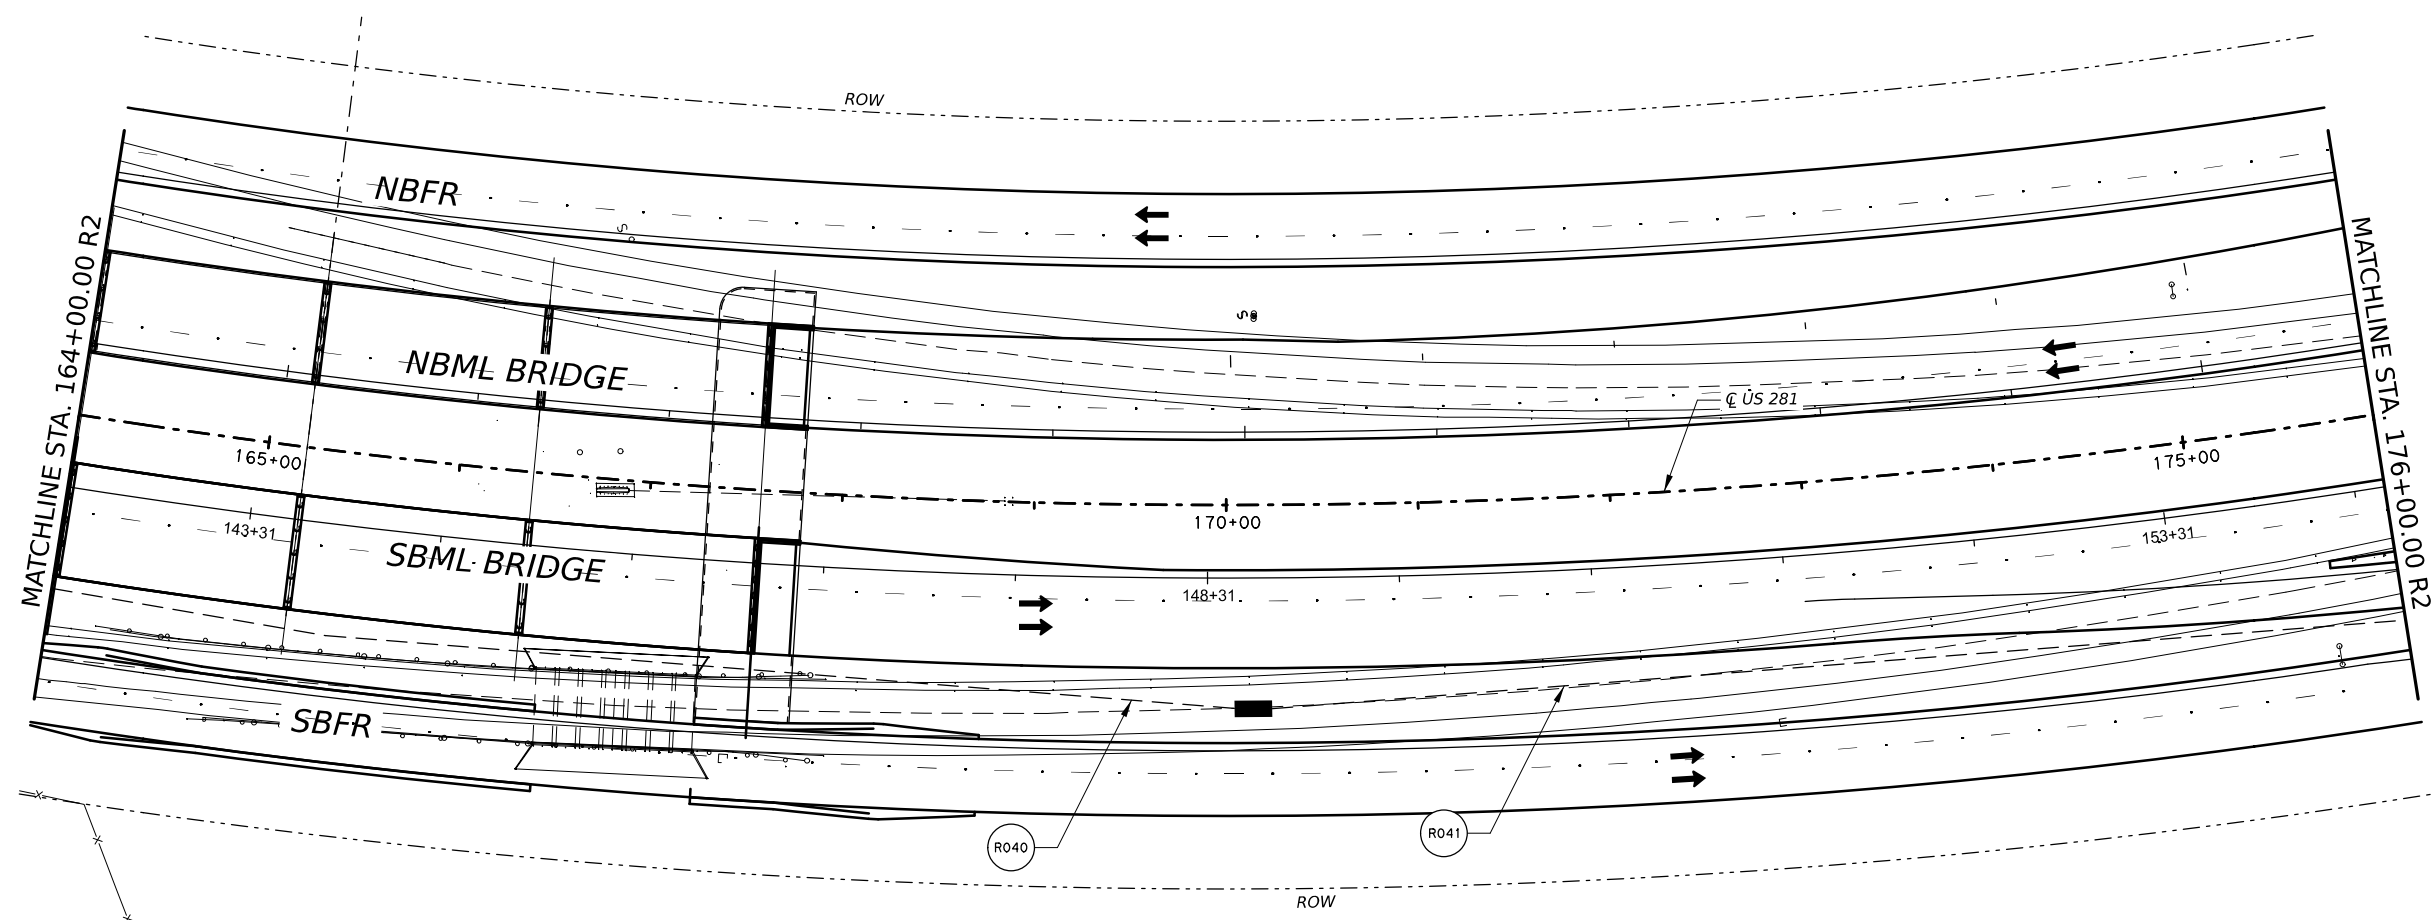 ROW
NBFR
S
S
MATCHLINE STA. 164+00.00 R2
MATCHLINE STA. 176+00.00 R2
NBML BRIDGE
℄ US 281
165+00
175+00
170+00
143+31
153+31
SBML BRIDGE
148+31
SBFR
E
R041
R040
ROW